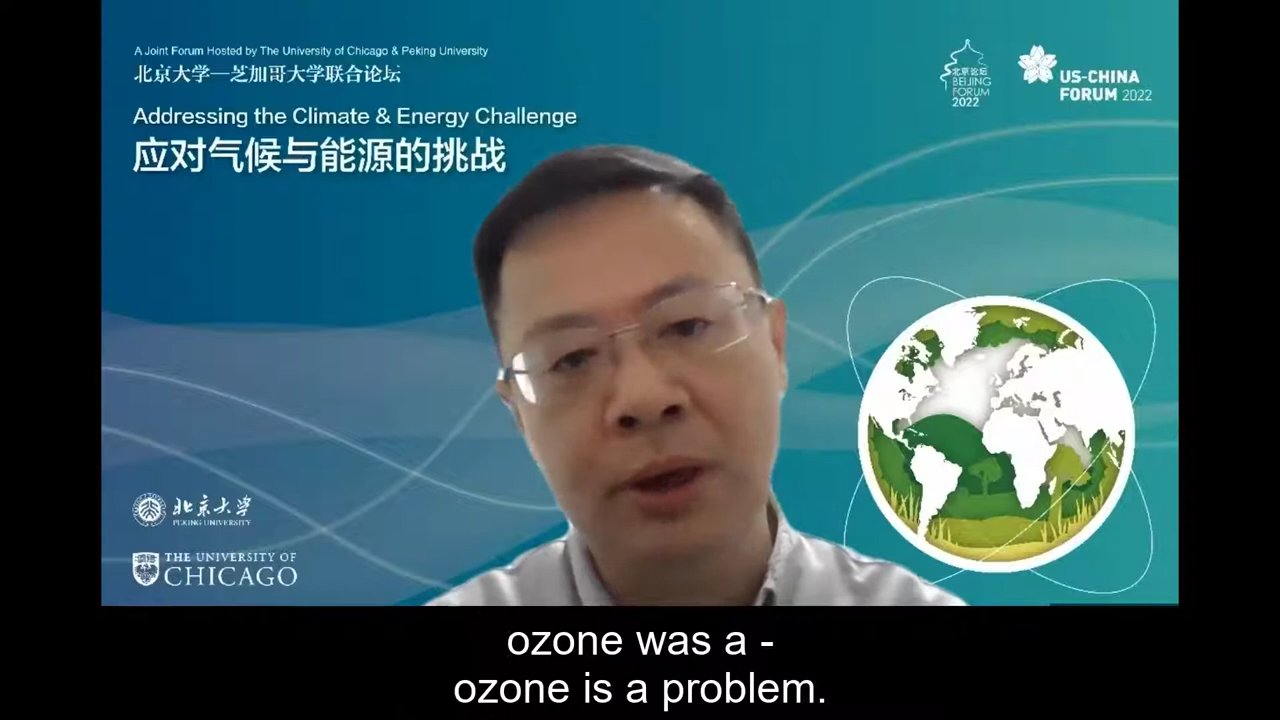 A Joint Forum Hosted by The University of Chicago & Peking University
北京大学—芝加哥大学联合论坛
Addressing the Climate & Energy Challenge
应对气候与能源的挑战
北京论坛
BEIJING
FORUM
2022
US-CHINA
FORUM 2022
北京大学
PEKING UNIVERSITY
THE UNIVERSITY OF
CHICAGO
ozone was a -
ozone is a problem.